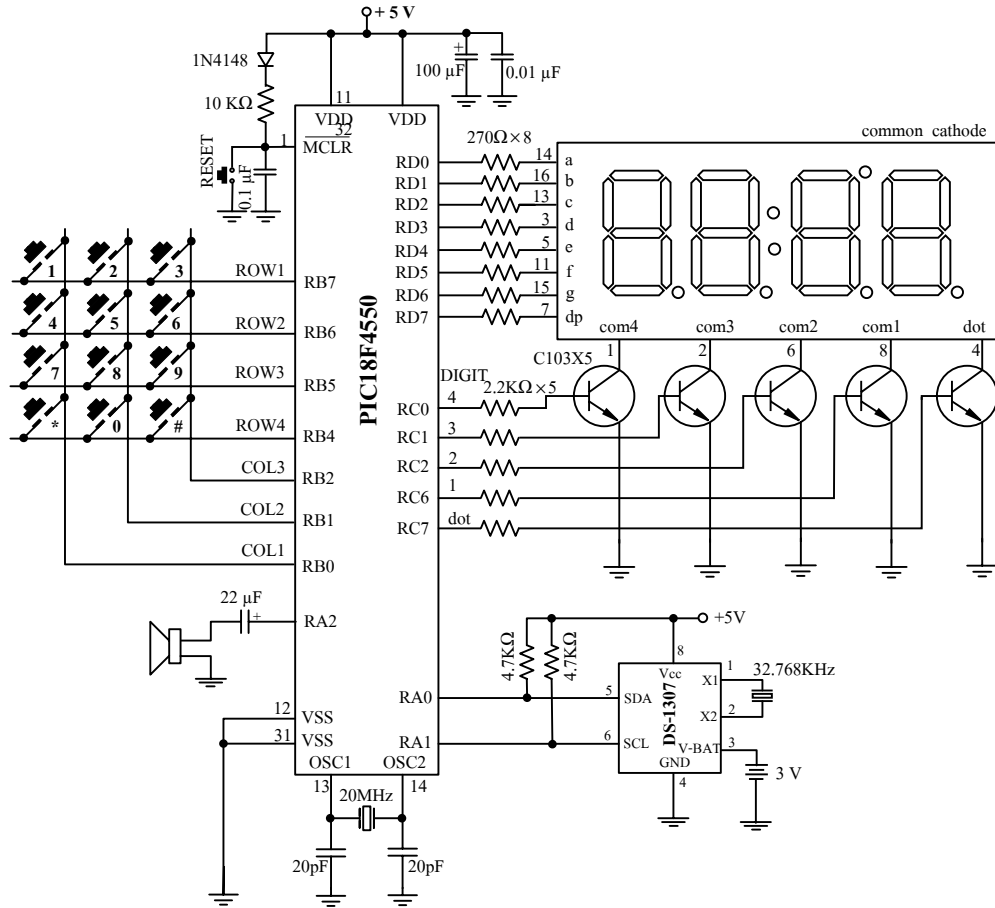 + 5 V
1N4148
10 KΩ
100 µF
+
0.01 µF
11
VDD
32
VDD
1
MCLR
RESET
0.1 µF
PIC18F4550
270Ω×8
common cathode
RD0
14
a
RD1
16
b
RD2
13
c
RD3
3
d
RD4
5
e
RD5
11
f
RD6
15
g
RD7
7
dp
com4
com3
com2
com1
dot
1
2
6
8
4
C103X5
DIGIT
2.2KΩ×5
RC0
4
RC1
3
RC2
2
RC6
1
RC7
dot
1
2
3
ROW1
RB7
4
5
6
ROW2
RB6
7
8
9
ROW3
RB5
*
0
#
ROW4
RB4
COL3
RB2
COL2
RB1
COL1
RB0
22 µF
+
RA2
12
VSS
31
VSS
OSC1
OSC2
13
14
20MHz
20pF
20pF
RA0
RA1
4.7KΩ
4.7KΩ
+5V
8
Vcc
5
SDA
6
SCL
DS-1307
X1
1
X2
2
V-BAT
3
GND
4
32.768KHz
3 V